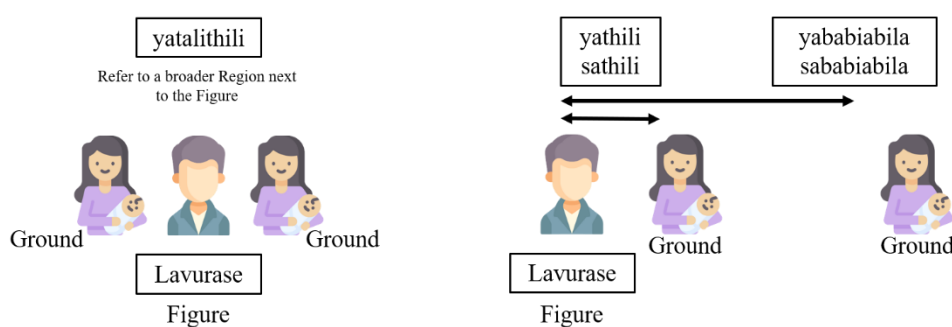 yatalithili
Refer to a broader Region next
to the Figure
Ground
Ground
Lavurase
Figure
yathili
sathili
yababiabila
sababiabila
Ground
Ground
Lavurase
Figure